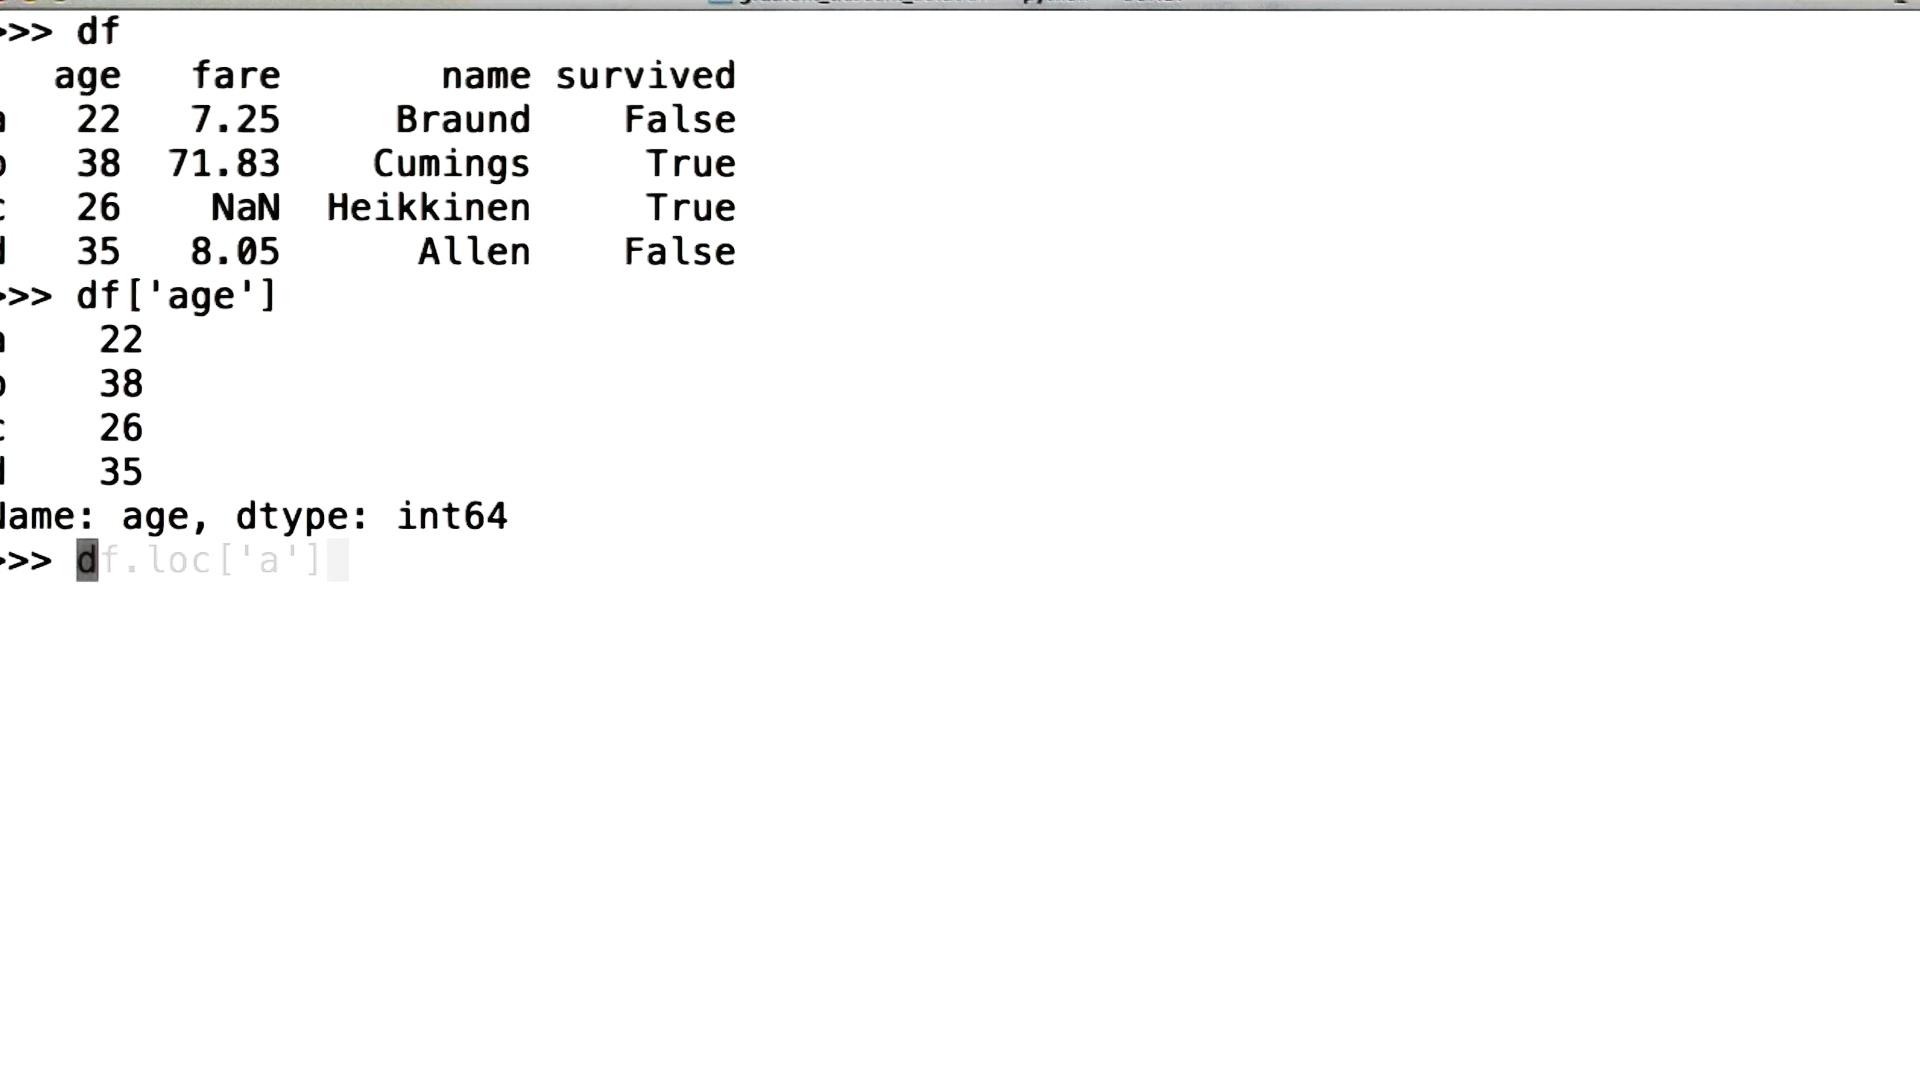 >>> df
age fare name survived
a 22 7.25 Braund False
b 38 71.83 Cumings True
c 26 NaN Heikkinen True
d 35 8.05 Allen False
>>> df['age']
a 22
b 38
c 26
d 35
Name: age, dtype: int64
>>> df.loc['a']